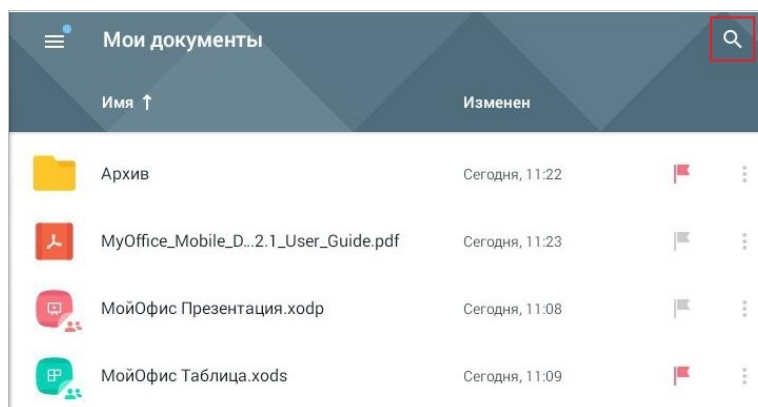 Мои документы
Имя ↑ Изменен
Архив Сегодня, 11:22
MyOffice_Mobile_D...2.1_User_Guide.pdf Сегодня, 11:23
МойОфис Презентация.xodp Сегодня, 11:08
МойОфис Таблица.xods Сегодня, 11:09